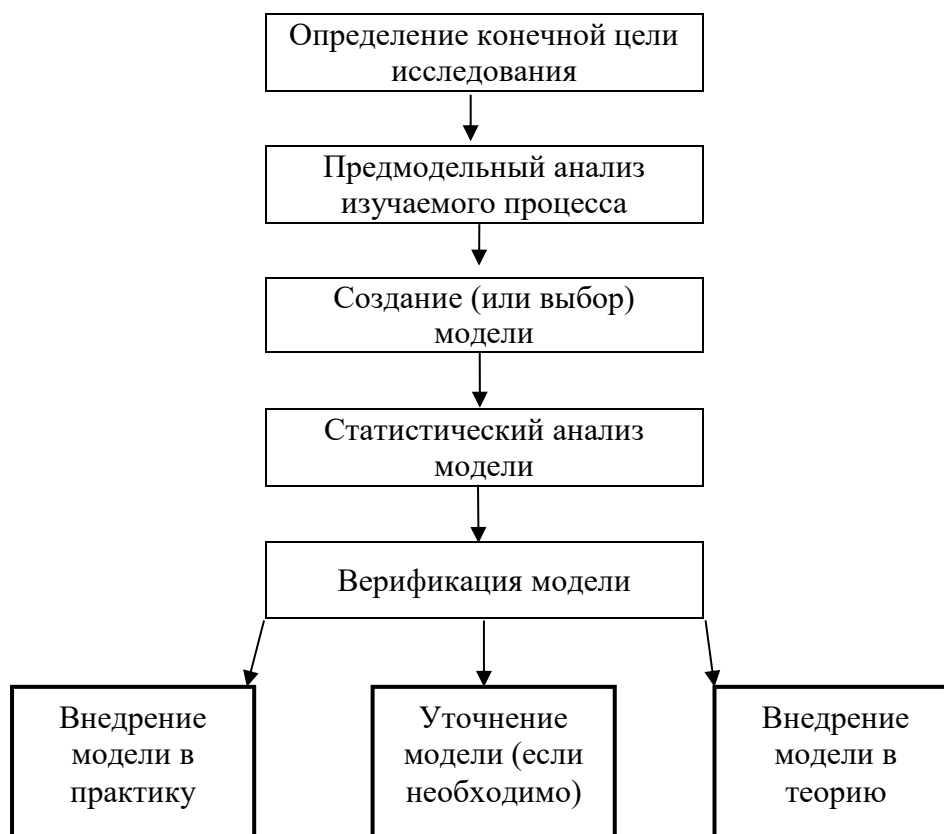 Определение конечной цели
исследования
Предмодельный анализ
изучаемого процесса
Создание (или выбор)
модели
Статистический анализ
модели
Верификация модели
Внедрение
модели в
практику
Уточнение
модели (если
необходимо)
Внедрение
модели в
теорию